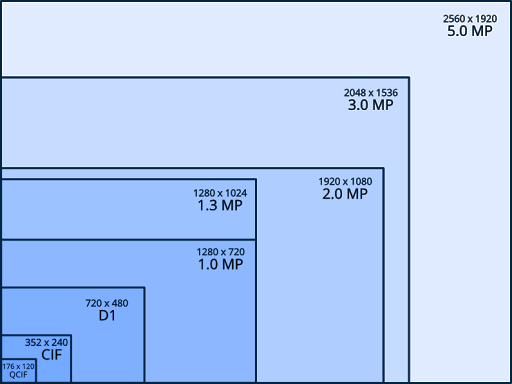 2560 x 1920
5.0 MP
2048 x 1536
3.0 MP
1920 x 1080
2.0 MP
1280 x 1024
1.3 MP
1280 x 720
1.0 MP
720 x 480
D1
352 x 240
CIF
176 x 120
QCIF